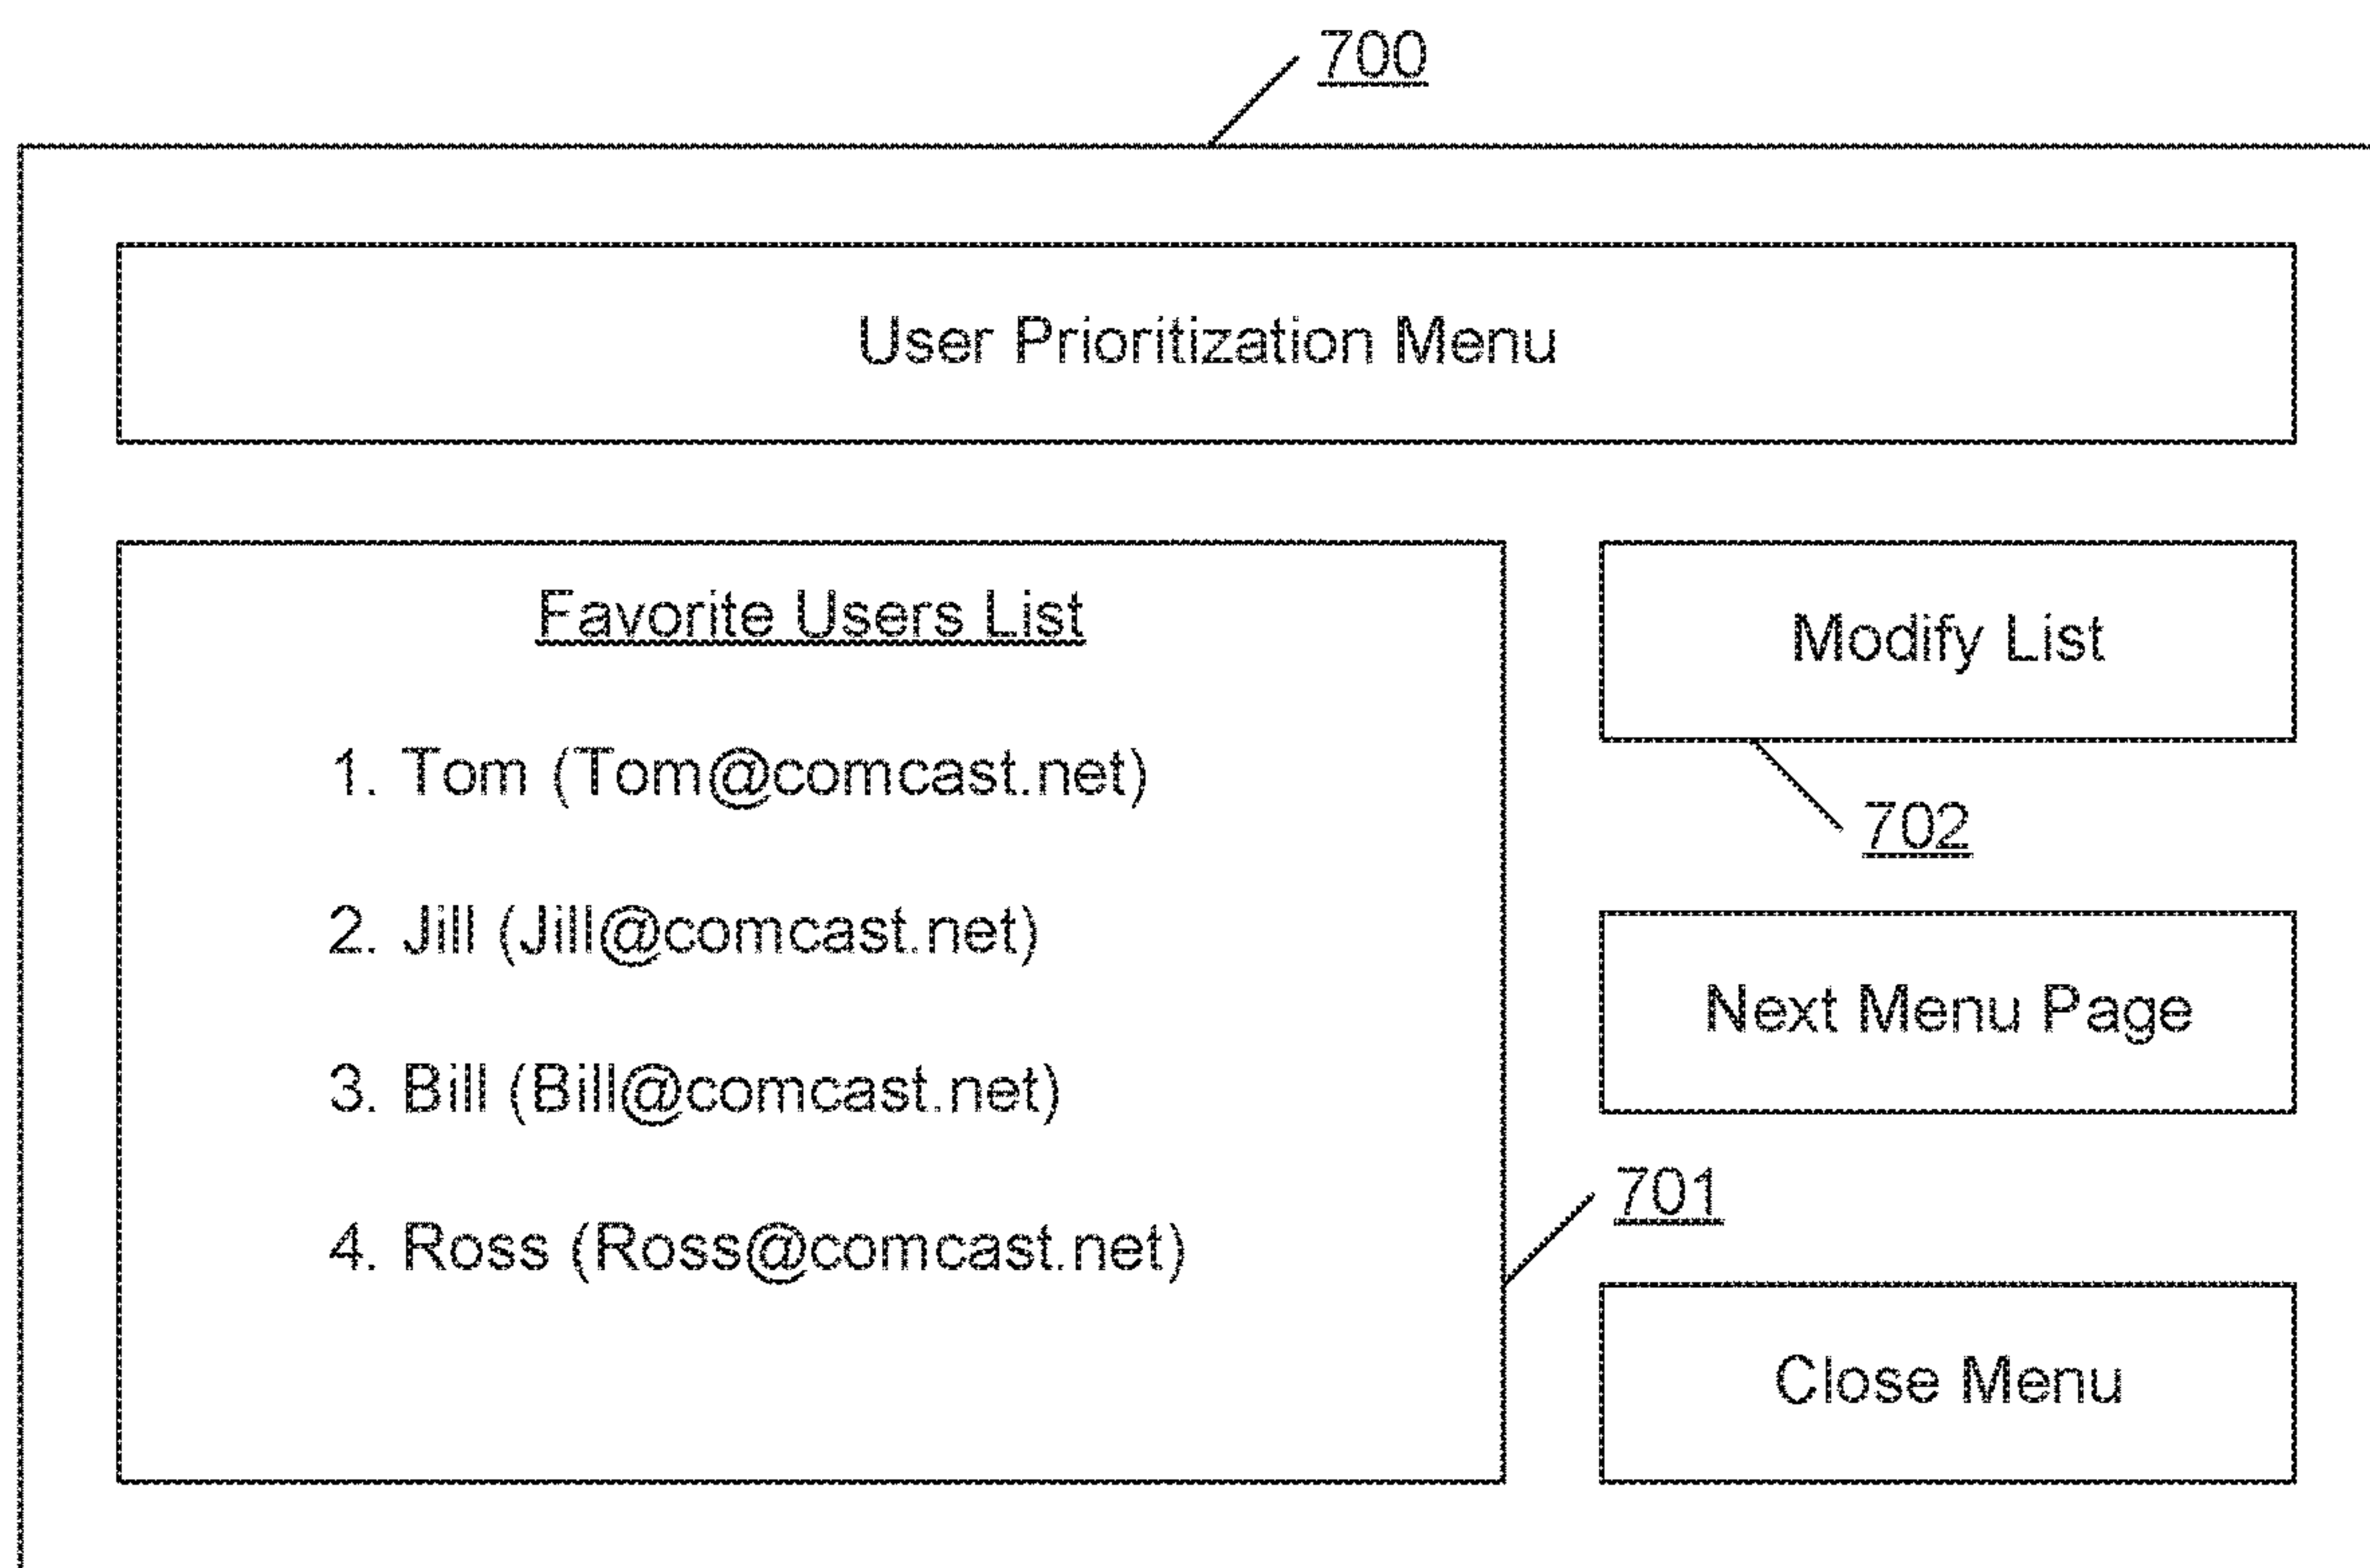 700
User Prioritization Menu
Favorite Users List
1. Tom (Tom@comcast.net)
2. Jill (Jill@comcast.net)
3. Bill (Bill@comcast.net)
4. Ross (Ross@comcast.net)
701
Modify List
702
Next Menu Page
Close Menu